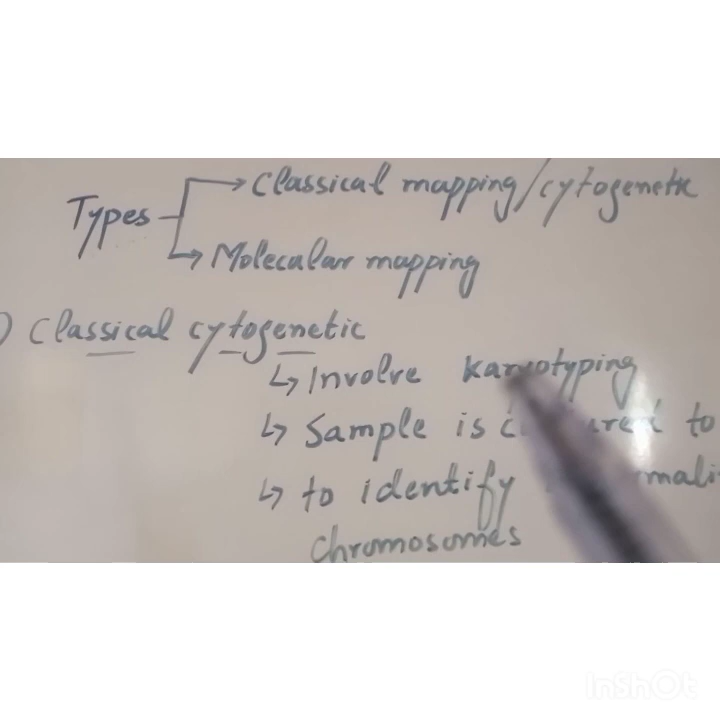 Types → Classical mapping/cytogenetic
→ Molecular mapping
) Classical cytogenetic
↳ Involve karyotyping
↳ Sample is to
↳ to identify
chromosomes
InShOt